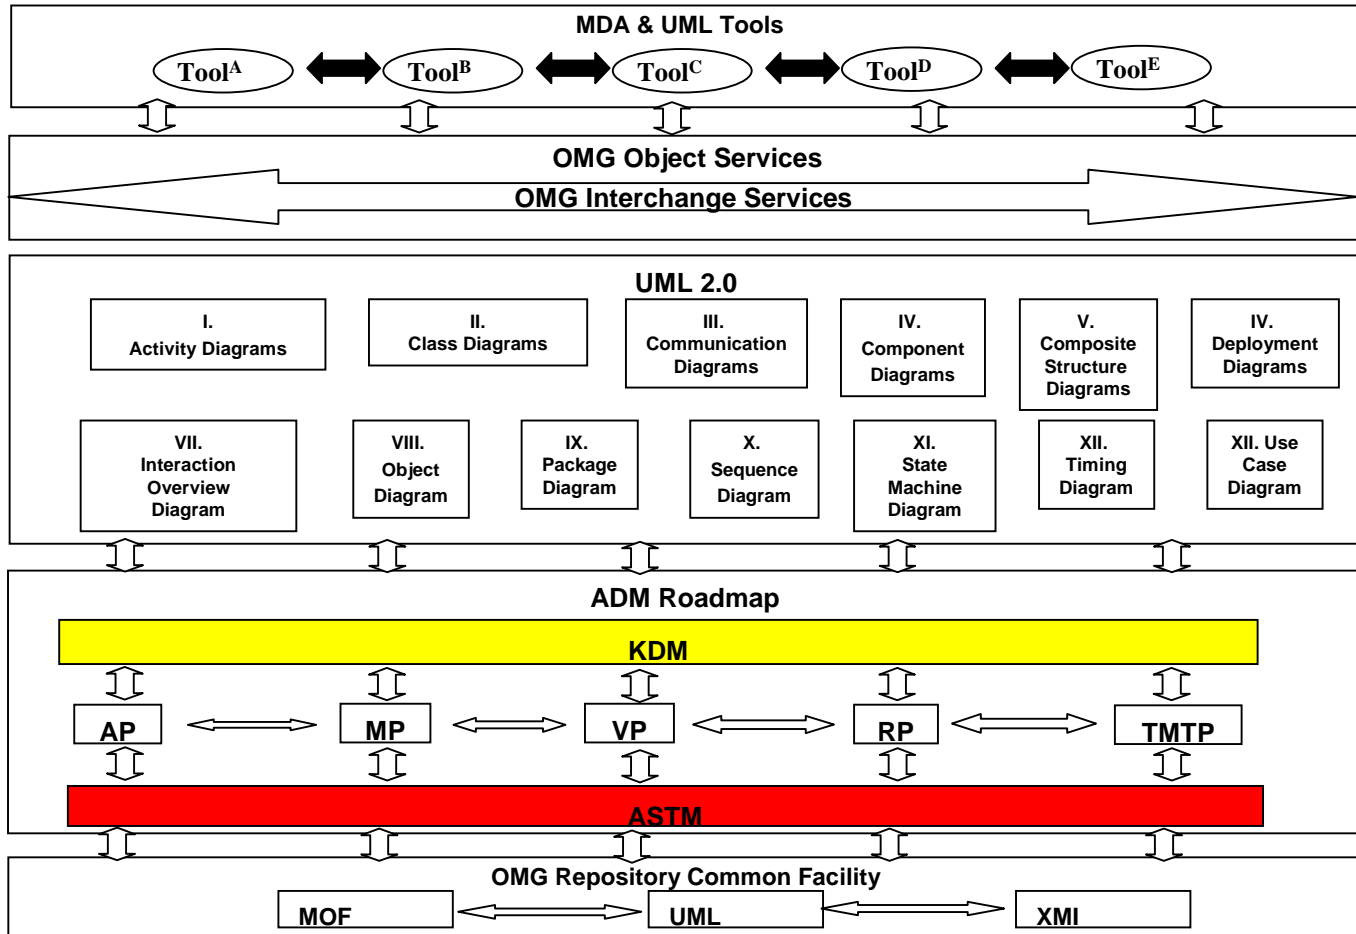 MDA & UML Tools
ToolA
ToolB
ToolC
ToolD
ToolE
OMG Object Services
OMG Interchange Services
UML 2.0
I.
Activity Diagrams
II.
Class Diagrams
III.
Communication
Diagrams
IV.
Component
Diagrams
V.
Composite
Structure
Diagrams
IV.
Deployment
Diagrams
VII.
Interaction
Overview
Diagram
VIII.
Object
Diagram
IX.
Package
Diagram
X.
Sequence
Diagram
XI.
State
Machine
Diagram
XII.
Timing
Diagram
XII. Use
Case
Diagram
ADM Roadmap
KDM
AP
MP
VP
RP
TMTP
ASTM
OMG Repository Common Facility
MOF
UML
XMI